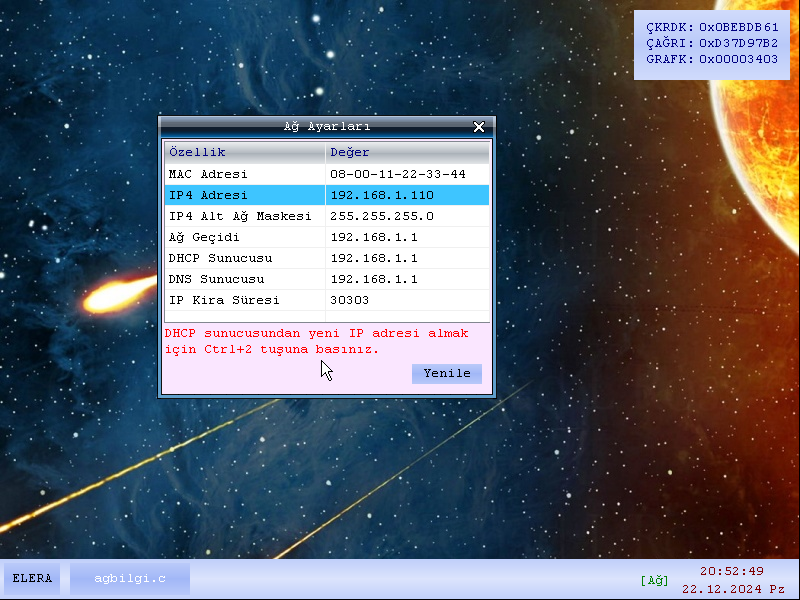 ÇKRDK: 0x0BEBDB61
ÇAĞRI: 0xD37D97B2
GRAFK: 0x00003403
Ağ Ayarları
Özellik Değer
MAC Adresi 08-00-11-22-33-44
IP4 Adresi 192.168.1.110
IP4 Alt Ağ Maskesi 255.255.255.0
Ağ Geçidi 192.168.1.1
DHCP Sunucusu 192.168.1.1
DNS Sunucusu 192.168.1.1
IP Kira Süresi 30303
DHCP sunucusundan yeni IP adresi almak
için Ctrl+2 tuşuna basınız.
Yenile
ELERA agbilgi.c [Ağ] 20:52:49
22.12.2024 Pz